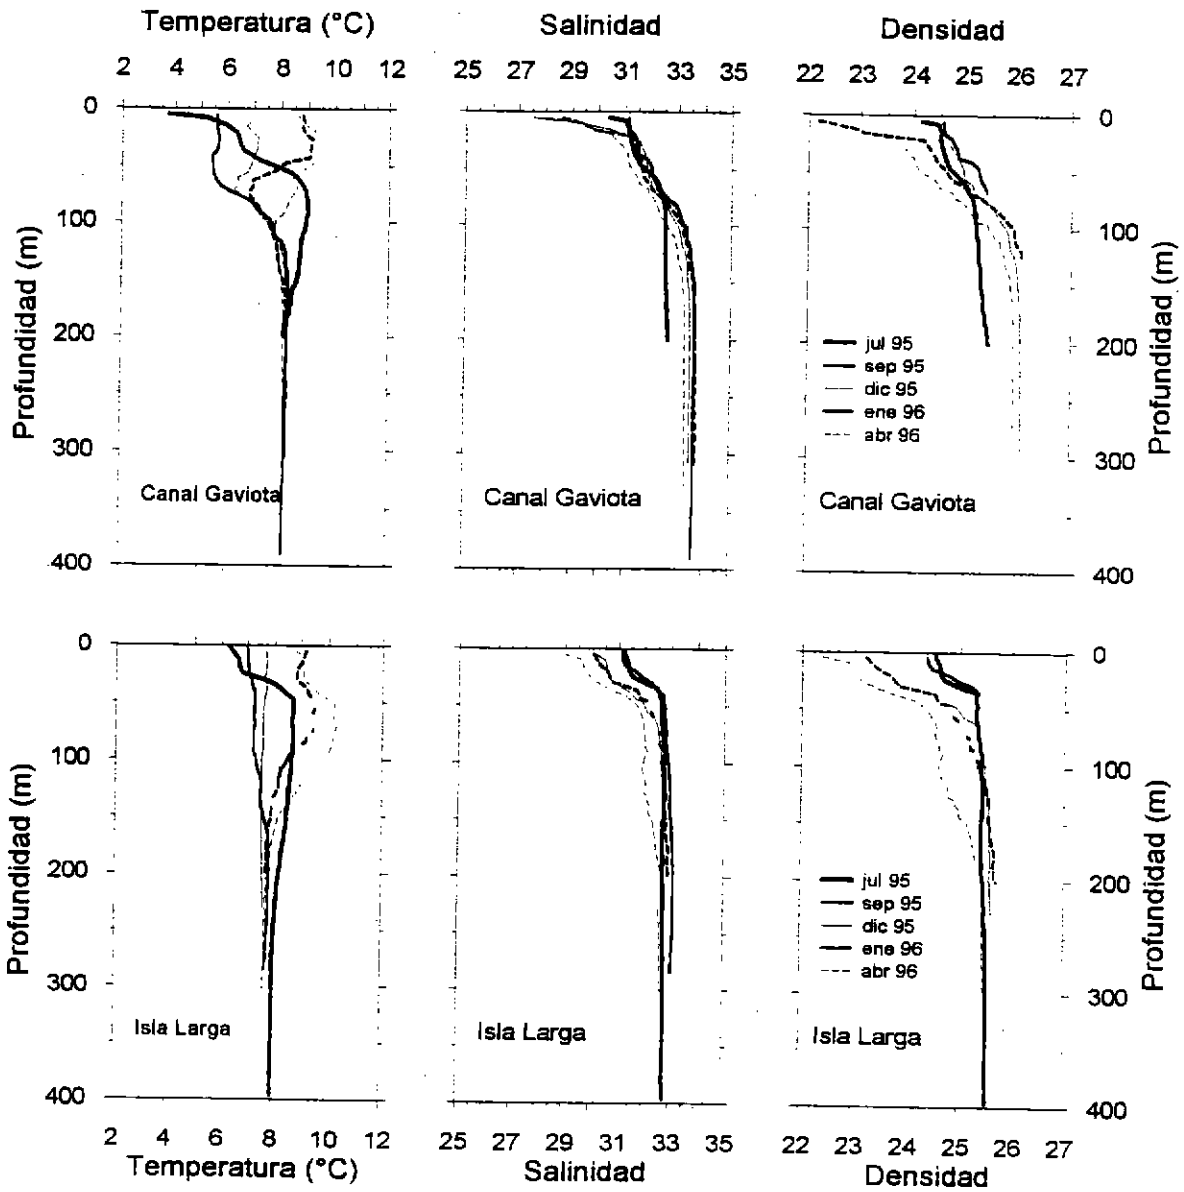 Temperatura (°C)
Salinidad
Densidad
2 4 6 8 10 12
25 27 29 31 33 35
22 23 24 25 26 27
0
100
200
300
400
Profundidad (m)
Canal Gaviota
Canal Gaviota
jul 95
sep 95
dic 95
ene 96
abr 96
Canal Gaviota
0
100
200
300
400
Profundidad (m)
0
100
200
300
400
Profundidad (m)
Isla Larga
Isla Larga
jul 95
sep 95
dic 95
ene 96
abr 96
Isla Larga
0
100
200
300
400
Profundidad (m)
2 4 6 8 10 12
25 27 29 31 33 35
22 23 24 25 26 27
Temperatura (°C)
Salinidad
Densidad